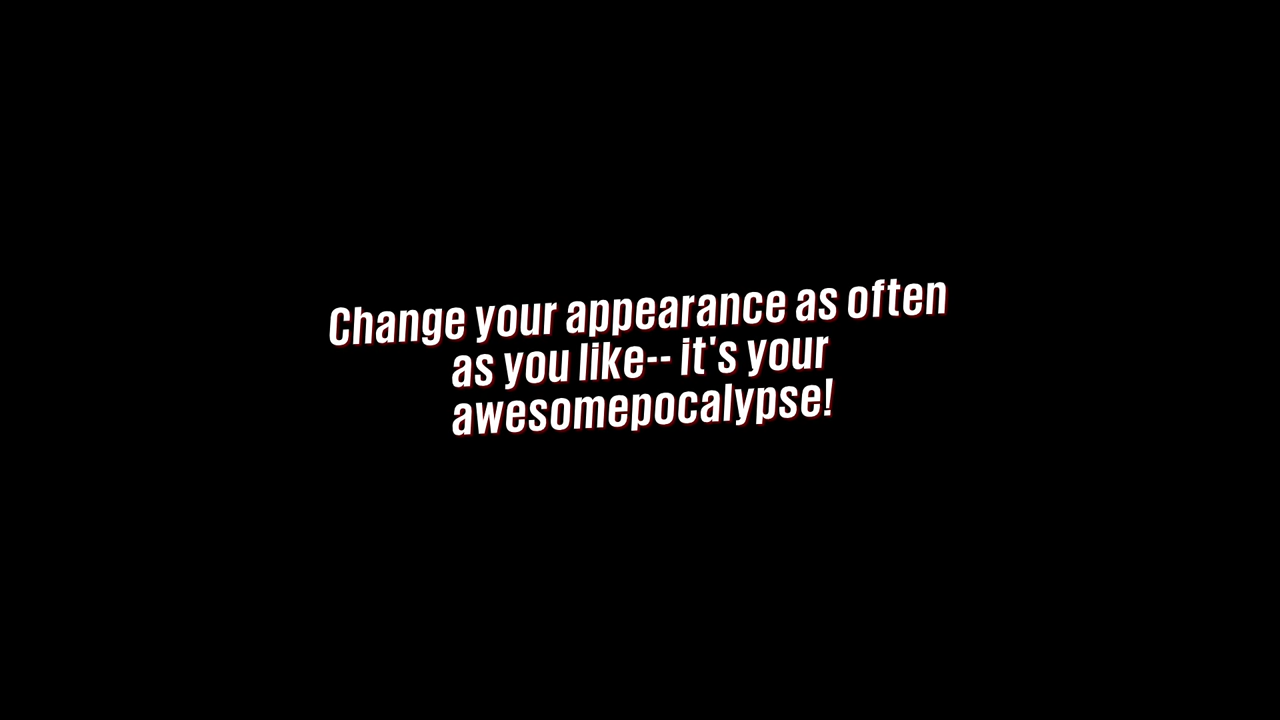 Change your appearance as often
as you like-- it's your
awesomepocalypse!